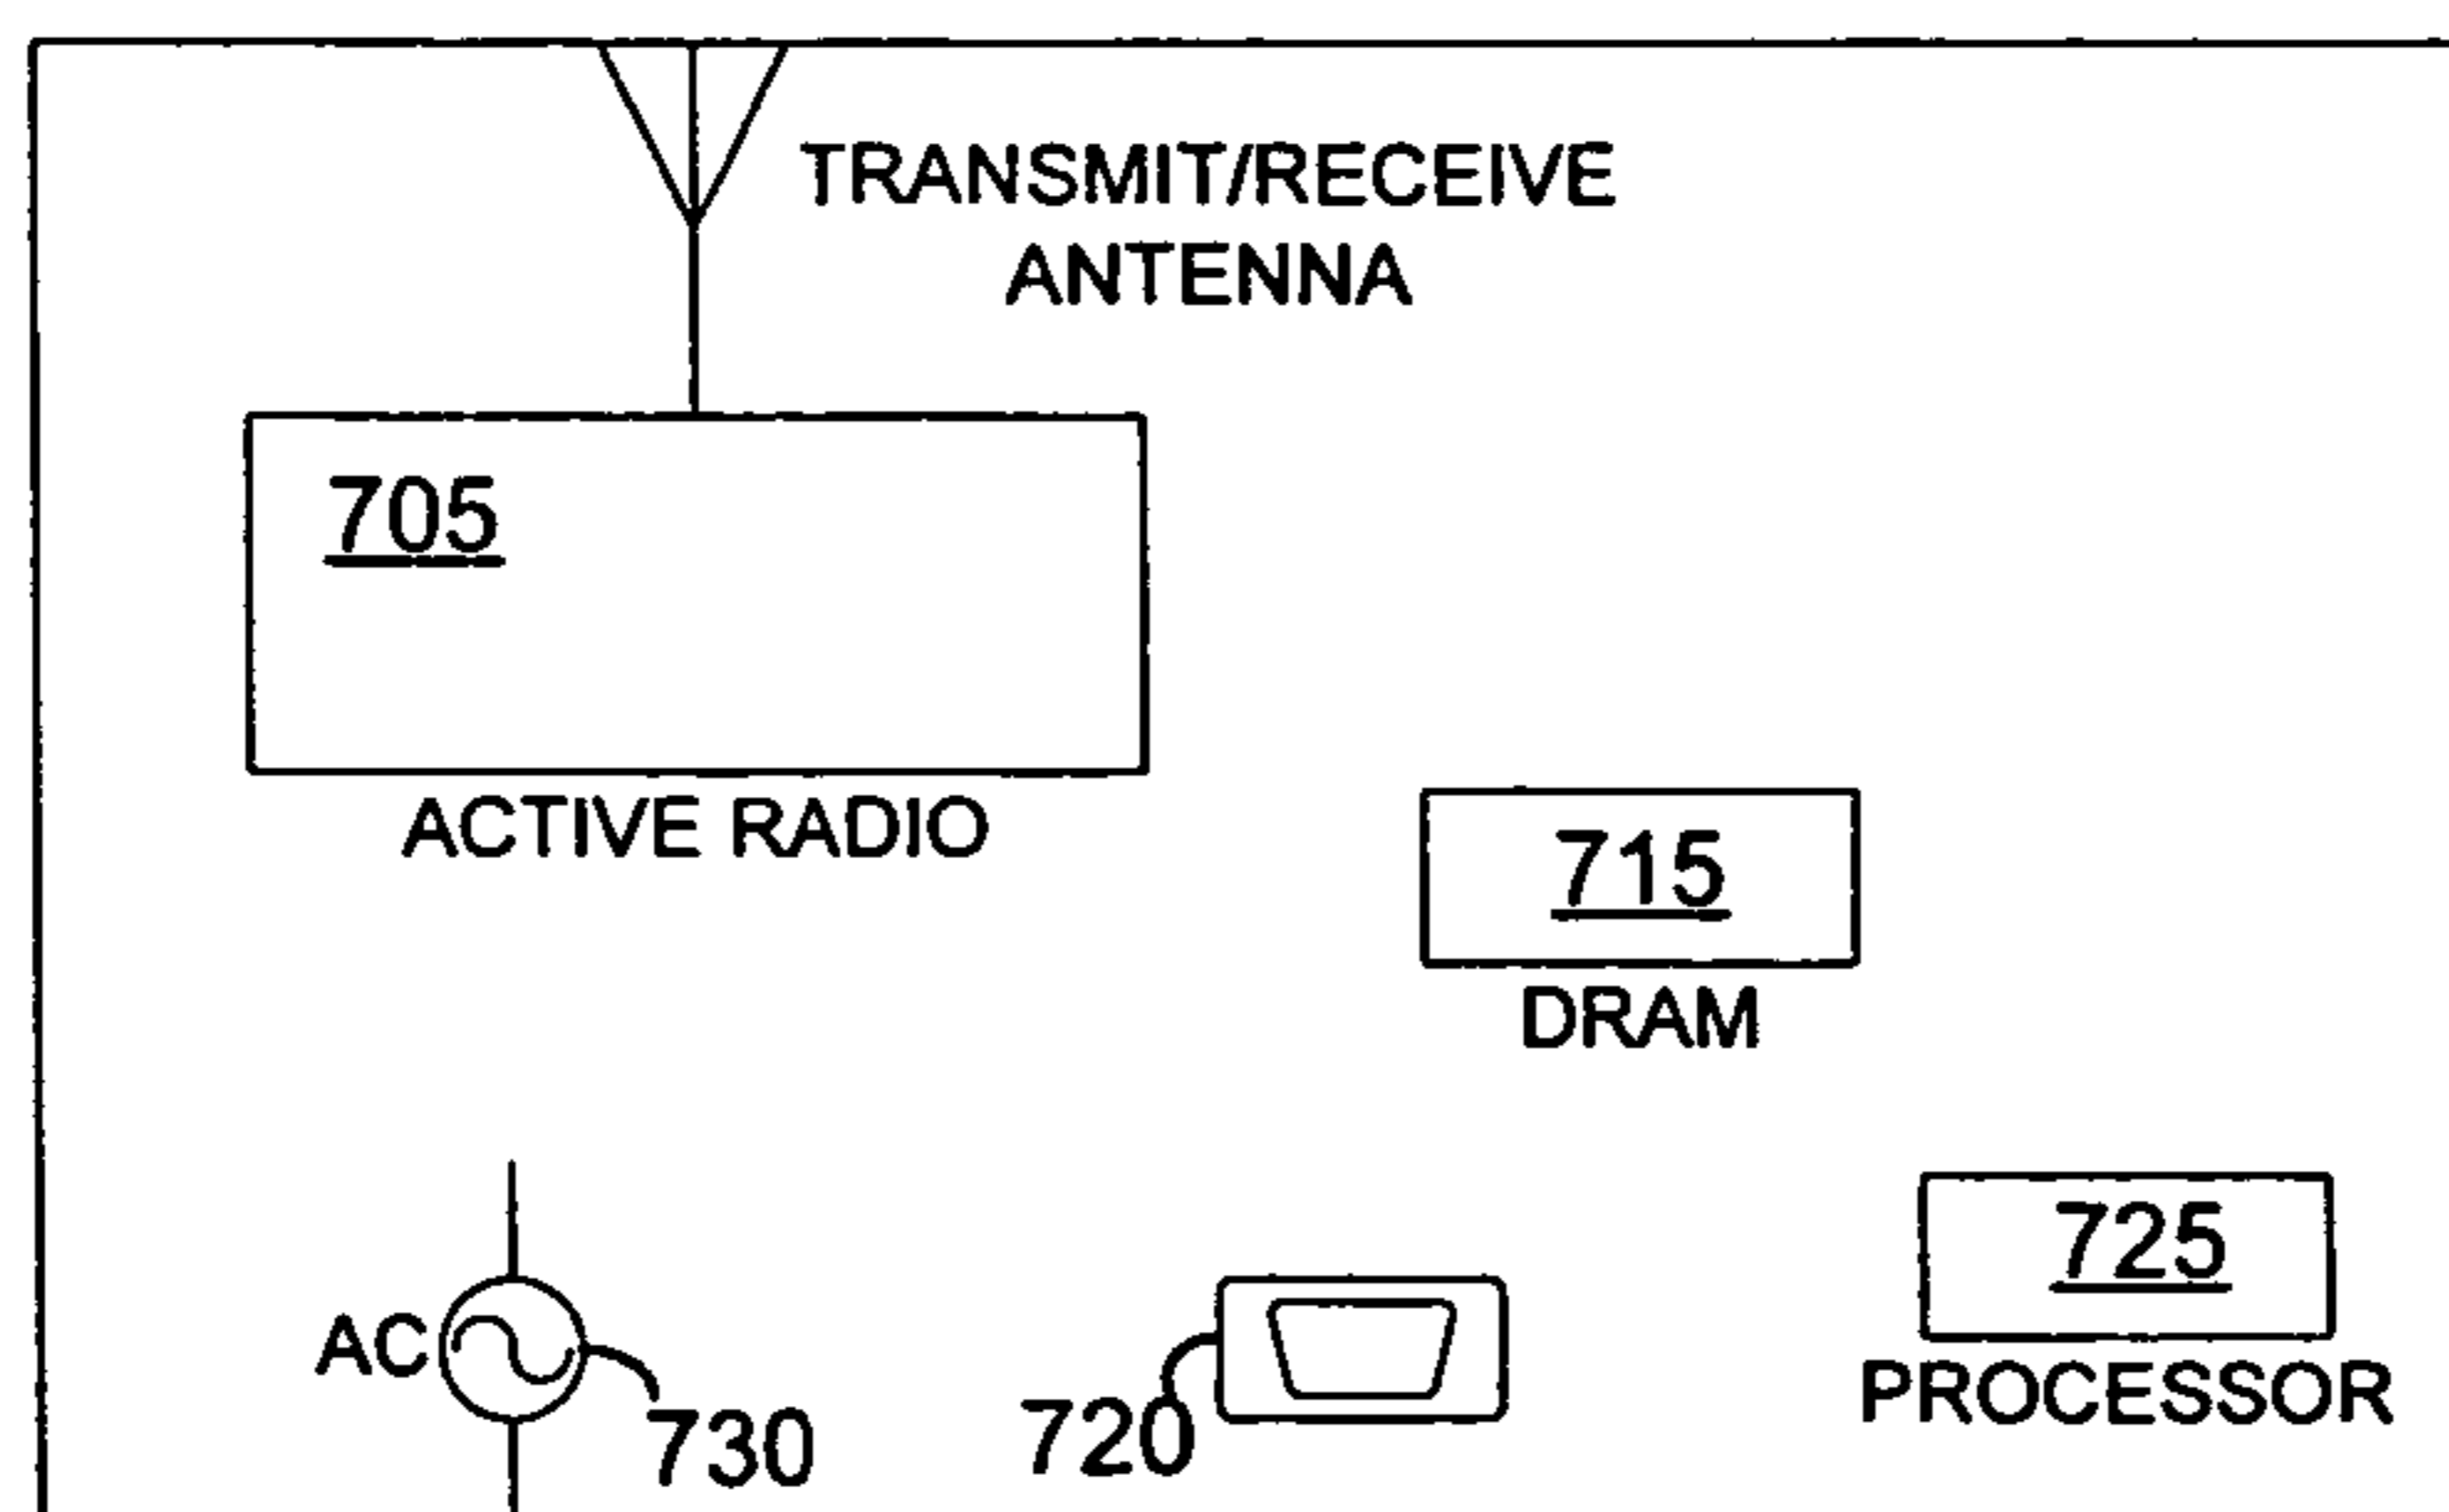 TRANSMIT/RECEIVE
ANTENNA
705
ACTIVE RADIO
715
DRAM
725
AC
730
720
PROCESSOR